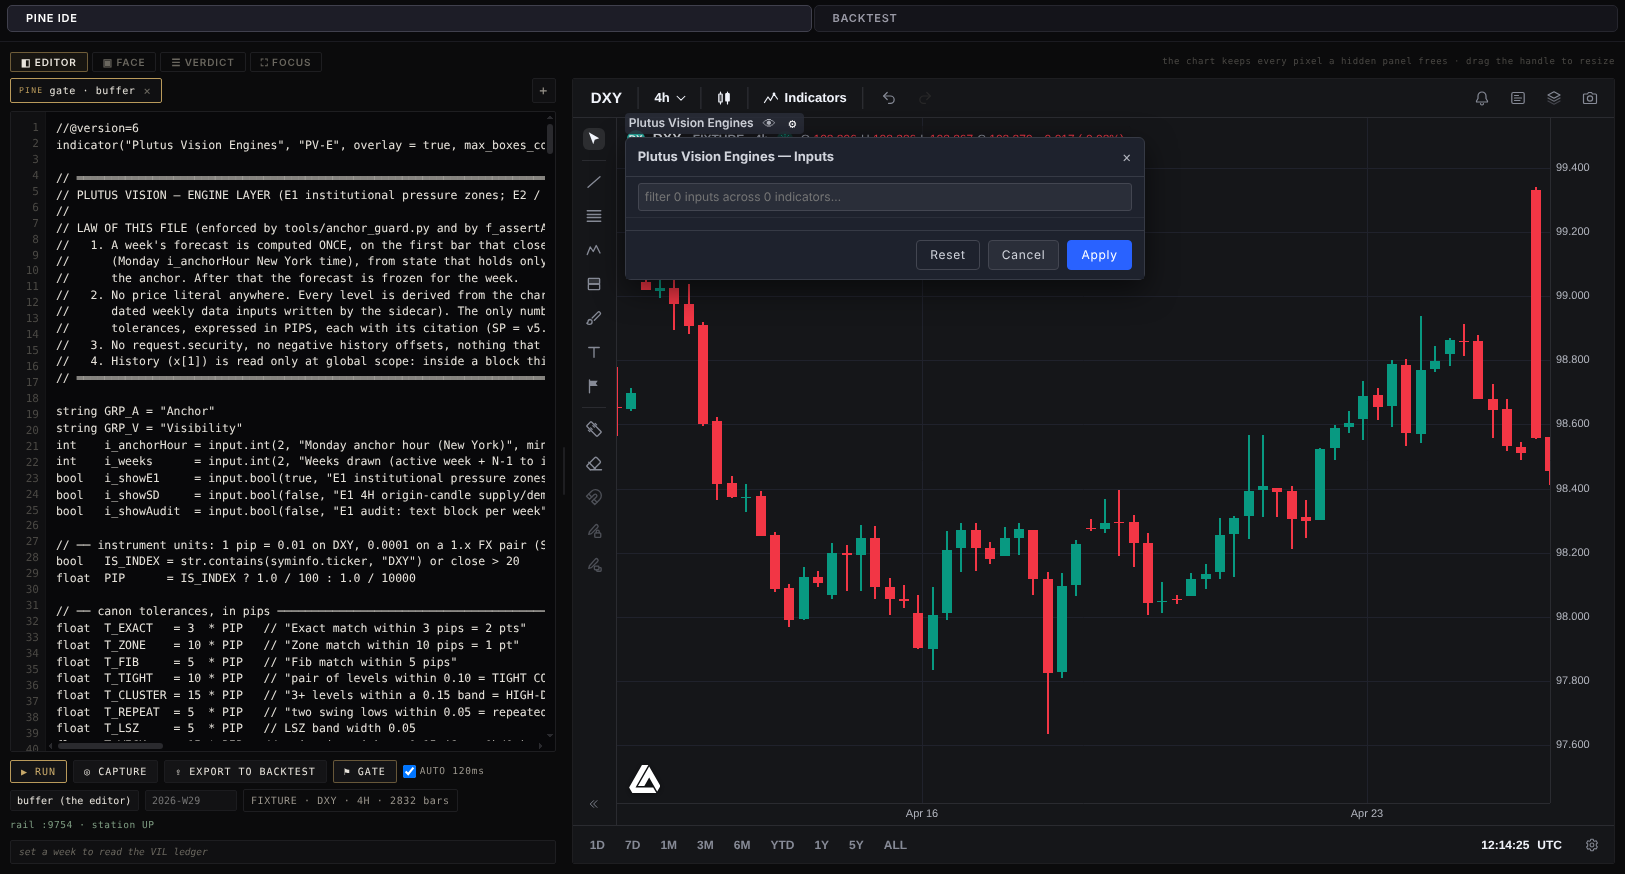 PINE IDE
BACKTEST
EDITOR
FACE
VERDICT
FOCUS
the chart keeps every pixel a hidden panel frees · drag the handle to resize
PINE gate · buffer ×
+
1 //@version=6
2 indicator("Plutus Vision Engines", "PV-E", overlay = true, max_boxes_co
3
4 // ══════════
5 // PLUTUS VISION — ENGINE LAYER (E1 institutional pressure zones; E2 /
6 //
7 // LAW OF THIS FILE (enforced by tools/anchor_guard.py and by f_assertA
8 // 1. A week's forecast is computed ONCE, on the first bar that close
9 // (Monday i_anchorHour New York time), from state that holds only
10 // the anchor. After that the forecast is frozen for the week.
11 // 2. No price literal anywhere. Every level is derived from the char
12 // dated weekly data inputs written by the sidecar). The only numb
13 // tolerances, expressed in PIPS, each with its citation (SP = v5.
14 // 3. No request.security, no negative history offsets, nothing that
15 // 4. History (x[1]) is read only at global scope: inside a block thi
16 // ══════════
17
18 string GRP_A = "Anchor"
19 string GRP_V = "Visibility"
20 int i_anchorHour = input.int(2, "Monday anchor hour (New York)", min
21 int i_weeks = input.int(2, "Weeks drawn (active week + N-1 to i
22 bool i_showE1 = input.bool(true, "E1 institutional pressure zones
23 bool i_showSD = input.bool(false, "E1 4H origin-candle supply/dem
24 bool i_showAudit = input.bool(false, "E1 audit: text block per week"
25
26 // ── instrument units: 1 pip = 0.01 on DXY, 0.0001 on a 1.x FX pair (S
27 bool IS_INDEX = str.contains(syminfo.ticker, "DXY") or close > 20
28 float PIP = IS_INDEX ? 1.0 / 100 : 1.0 / 10000
29
30 // ── canon tolerances, in pips ──────────
31 float T_EXACT = 3 * PIP // "Exact match within 3 pips = 2 pts"
32 float T_ZONE = 10 * PIP // "Zone match within 10 pips = 1 pt"
33 float T_FIB = 5 * PIP // "Fib match within 5 pips"
34 float T_TIGHT = 10 * PIP // "pair of levels within 0.10 = TIGHT CO
35 float T_CLUSTER = 15 * PIP // "3+ levels within a 0.15 band = HIGH-D
36 float T_REPEAT = 5 * PIP // "two swing lows within 0.05 = repeated
37 float T_LSZ = 5 * PIP // LSZ band width 0.05
38
39
40
RUN
CAPTURE
EXPORT TO BACKTEST
GATE
AUTO 120ms
buffer (the editor)
2026-W29
FIXTURE · DXY · 4H · 2832 bars
rail :9754 · station UP
set a week to read the VIL ledger
DXY
4h
Indicators
Plutus Vision Engines
Plutus Vision Engines — Inputs
×
filter 0 inputs across 0 indicators...
Reset
Cancel
Apply
99.400
99.200
99.000
98.800
98.600
98.400
98.200
98.000
97.800
97.600
Apr 16
Apr 23
1D 7D 1M 3M 6M YTD 1Y 5Y ALL
12:14:25 UTC